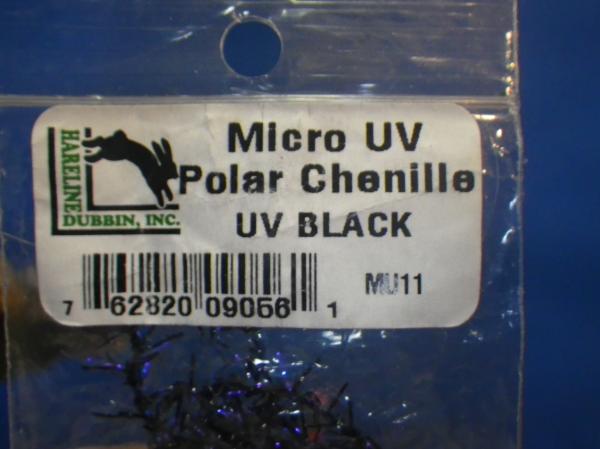 HARELINE
DUBBIN, INC.
Micro UV
Polar Chenille
UV BLACK
MU11
7 62820 09056 1